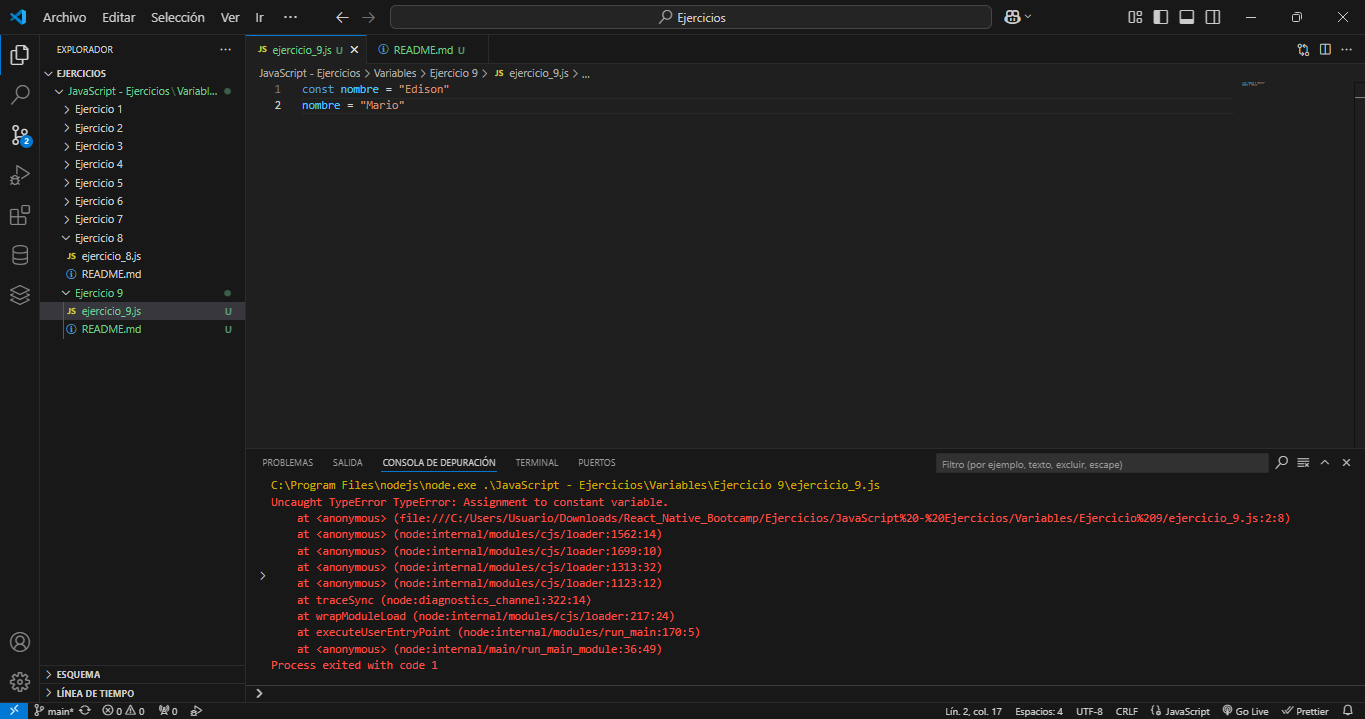 Archivo Editar Selección Ver Ir ··· Ejercicios
EXPLORADOR ···
EJERCICIOS
JavaScript - Ejercicios \ Variabl...
Ejercicio 1
Ejercicio 2
Ejercicio 3
Ejercicio 4
Ejercicio 5
Ejercicio 6
Ejercicio 7
Ejercicio 8
JS ejercicio_8.js
README.md
Ejercicio 9
JS ejercicio_9.js U
README.md U
ESQUEMA
LÍNEA DE TIEMPO
2
JS ejercicio_9.js U README.md U
JavaScript - Ejercicios > Variables > Ejercicio 9 > JS ejercicio_9.js > ...
1 const nombre = "Edison"
2 nombre = "Mario"
PROBLEMAS SALIDA CONSOLA DE DEPURACIÓN TERMINAL PUERTOS Filtro (por ejemplo, texto, excluir, escape)
C:\Program Files\nodejs\node.exe .\JavaScript - Ejercicios\Variables\Ejercicio 9\ejercicio_9.js
Uncaught TypeError TypeError: Assignment to constant variable.
at <anonymous> (file:///C:/Users/Usuario/Downloads/React_Native_Bootcamp/Ejercicios/JavaScript%20-%20Ejercicios/Variables/Ejercicio%209/ejercicio_9.js:2:8)
at <anonymous> (node:internal/modules/cjs/loader:1562:14)
at <anonymous> (node:internal/modules/cjs/loader:1699:10)
at <anonymous> (node:internal/modules/cjs/loader:1313:32)
at <anonymous> (node:internal/modules/cjs/loader:1123:12)
at traceSync (node:diagnostics_channel:322:14)
at wrapModuleLoad (node:internal/modules/cjs/loader:217:24)
at executeUserEntryPoint (node:internal/modules/run_main:170:5)
at <anonymous> (node:internal/main/run_main_module:36:49)
Process exited with code 1
main* 0 0 0 Lín. 2, col. 17 Espacios: 4 UTF-8 CRLF JavaScript Go Live Prettier